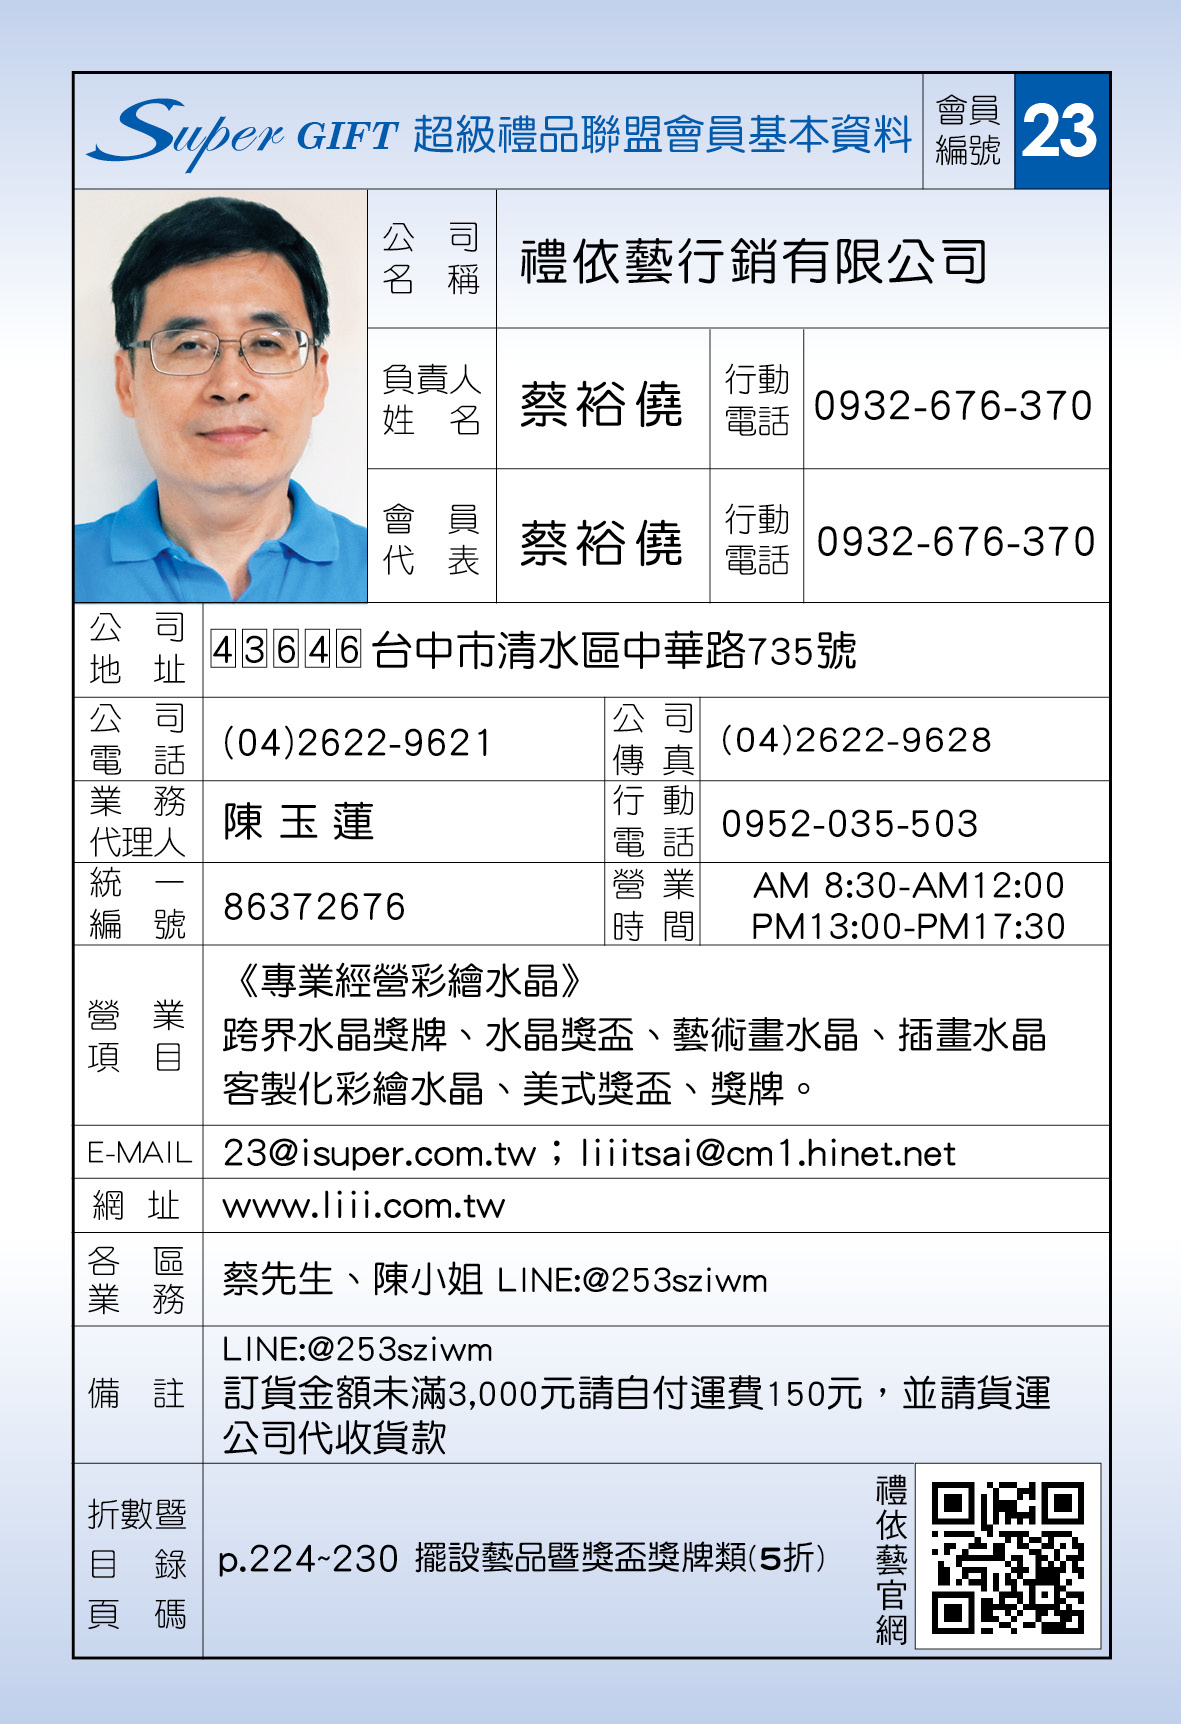 Super GIFT 超級禮品聯盟會員基本資料
會員
編號
23
公司
名稱
禮依藝行銷有限公司
負責人
姓名
蔡裕僥
行動
電話
0932-676-370
會員
代表
蔡裕僥
行動
電話
0932-676-370
公司
地址
43646台中市清水區中華路735號
公司
電話
(04)2622-9621
公司
傳真
(04)2622-9628
業務
代理人
陳玉蓮
行動
電話
0952-035-503
統一
編號
86372676
營業
時間
AM 8:30-AM12:00
PM13:00-PM17:30
營業
項目
《專業經營彩繪水晶》
跨界水晶獎牌、水晶獎盃、藝術畫水晶、插畫水晶
客製化彩繪水晶、美式獎盃、獎牌。
E-MAIL
23@isuper.com.tw；liiitsai@cm1.hinet.net
網址
www.liii.com.tw
各區
業務
蔡先生、陳小姐 LINE:@253sziwm
備註
LINE:@253sziwm
訂貨金額未滿3,000元請自付運費150元，並請貨運
公司代收貨款
折數暨
目錄
頁碼
p.224~230 擺設藝品暨獎盃獎牌類(5折)
禮依藝官網